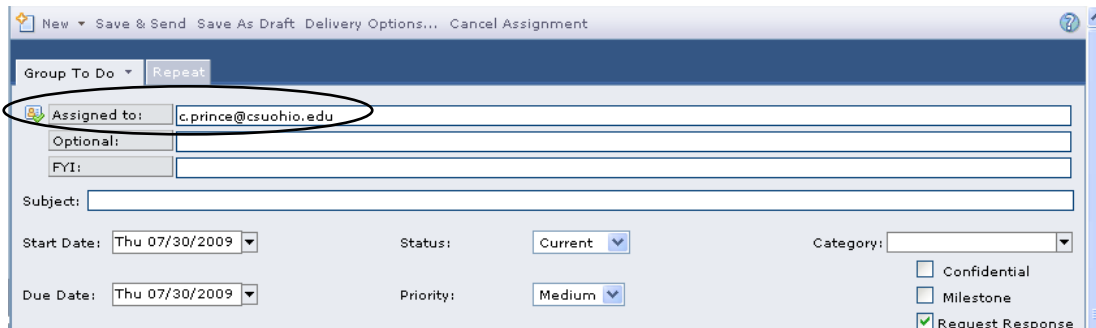 New Save & Send Save As Draft Delivery Options... Cancel Assignment ?
Group To Do Repeat
Assigned to: c.prince@csuohio.edu
Optional:
FYI:
Subject:
Start Date: Thu 07/30/2009 Status: Current Category:
Confidential
Due Date: Thu 07/30/2009 Priority: Medium Milestone
Request Response